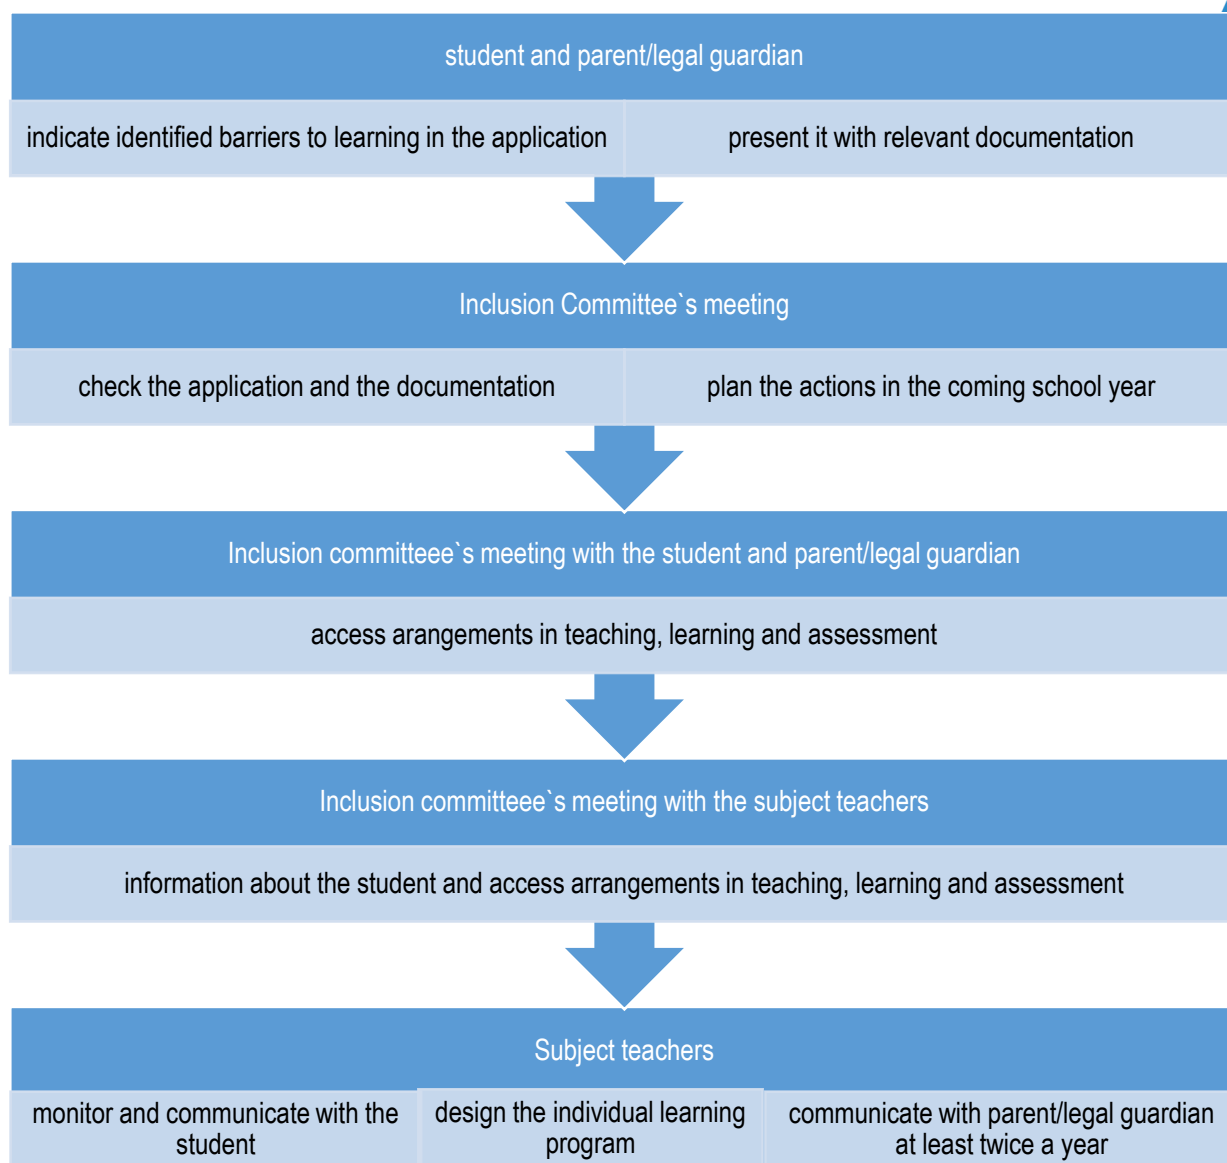 student and parent/legal guardian
indicate identified barriers to learning in the application
present it with relevant documentation
Inclusion Committee`s meeting
check the application and the documentation
plan the actions in the coming school year
Inclusion committeee`s meeting with the student and parent/legal guardian
access arangements in teaching, learning and assessment
Inclusion committeee`s meeting with the subject teachers
information about the student and access arrangements in teaching, learning and assessment
Subject teachers
monitor and communicate with the
student
design the individual learning
program
communicate with parent/legal guardian
at least twice a year